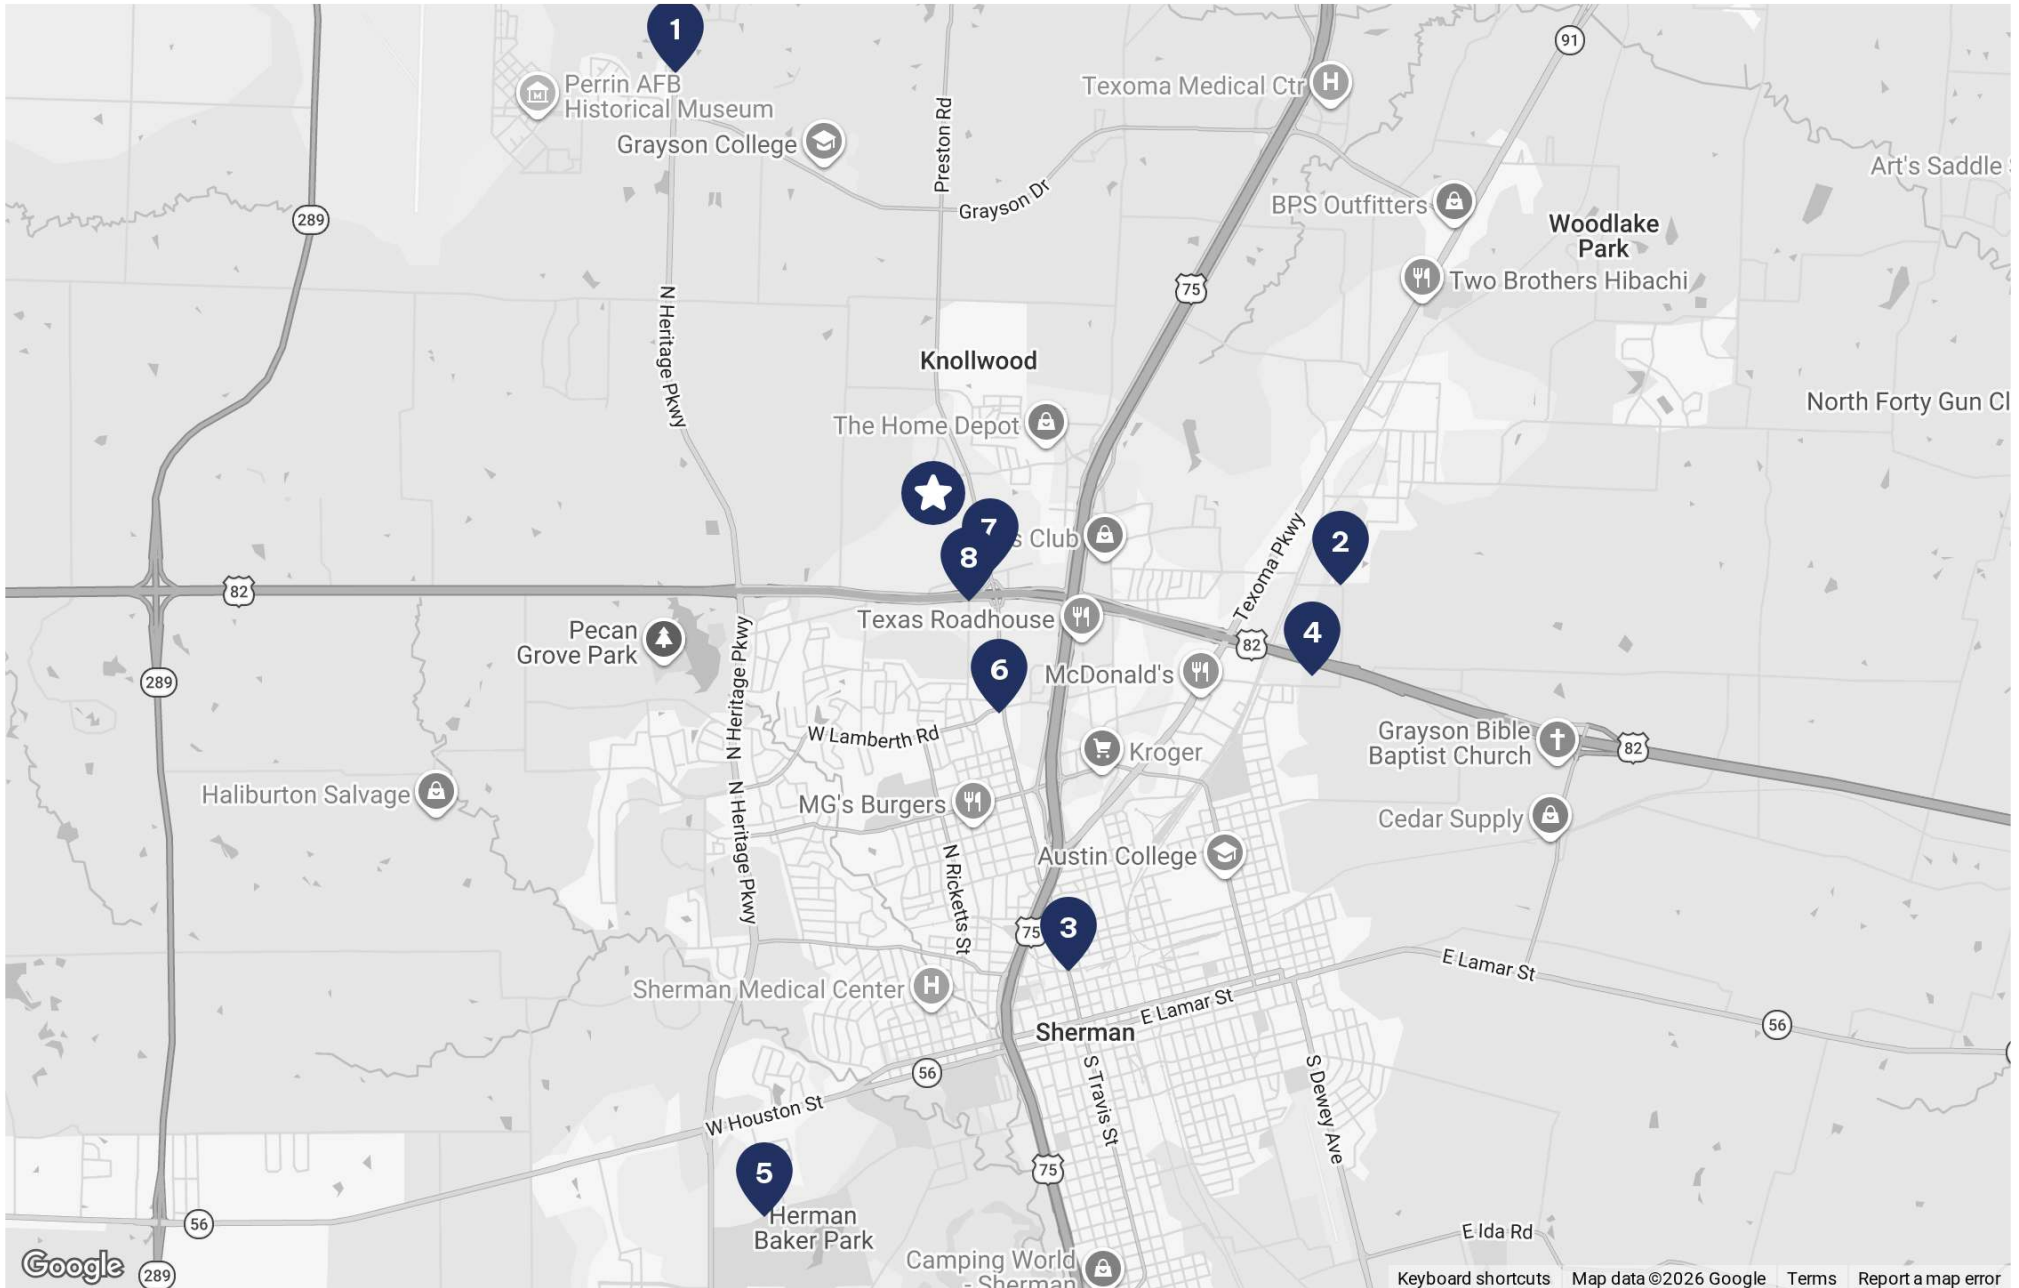 1
91
Texoma Medical Ctr
Perrin AFB
Historical Museum
Grayson College
Preston Rd
Art's Saddle
Grayson Dr
BPS Outfitters
289
Woodlake
Park
Two Brothers Hibachi
75
N Heritage Pkwy
Knollwood
North Forty Gun Cl
The Home Depot
7
s Club
2
8
Texoma Pkwy
82
Texas Roadhouse
Pecan
Grove Park
4
82
6
McDonald's
289
N Heritage Pkwy
W Lamberth Rd
Grayson Bible
Baptist Church
82
Kroger
Haliburton Salvage
MG's Burgers
Cedar Supply
N Heritage Pkwy
Austin College
N Ricketts St
3
75
E Lamar St
Sherman Medical Center
E Lamar St
Sherman
56
56
S Travis St
S Dewey Ave
W Houston St
5
75
Herman
Baker Park
56
E Ida Rd
Camping World
- Sherman
Google
289
Keyboard shortcuts
Map data ©2026 Google
Terms
Report a map error